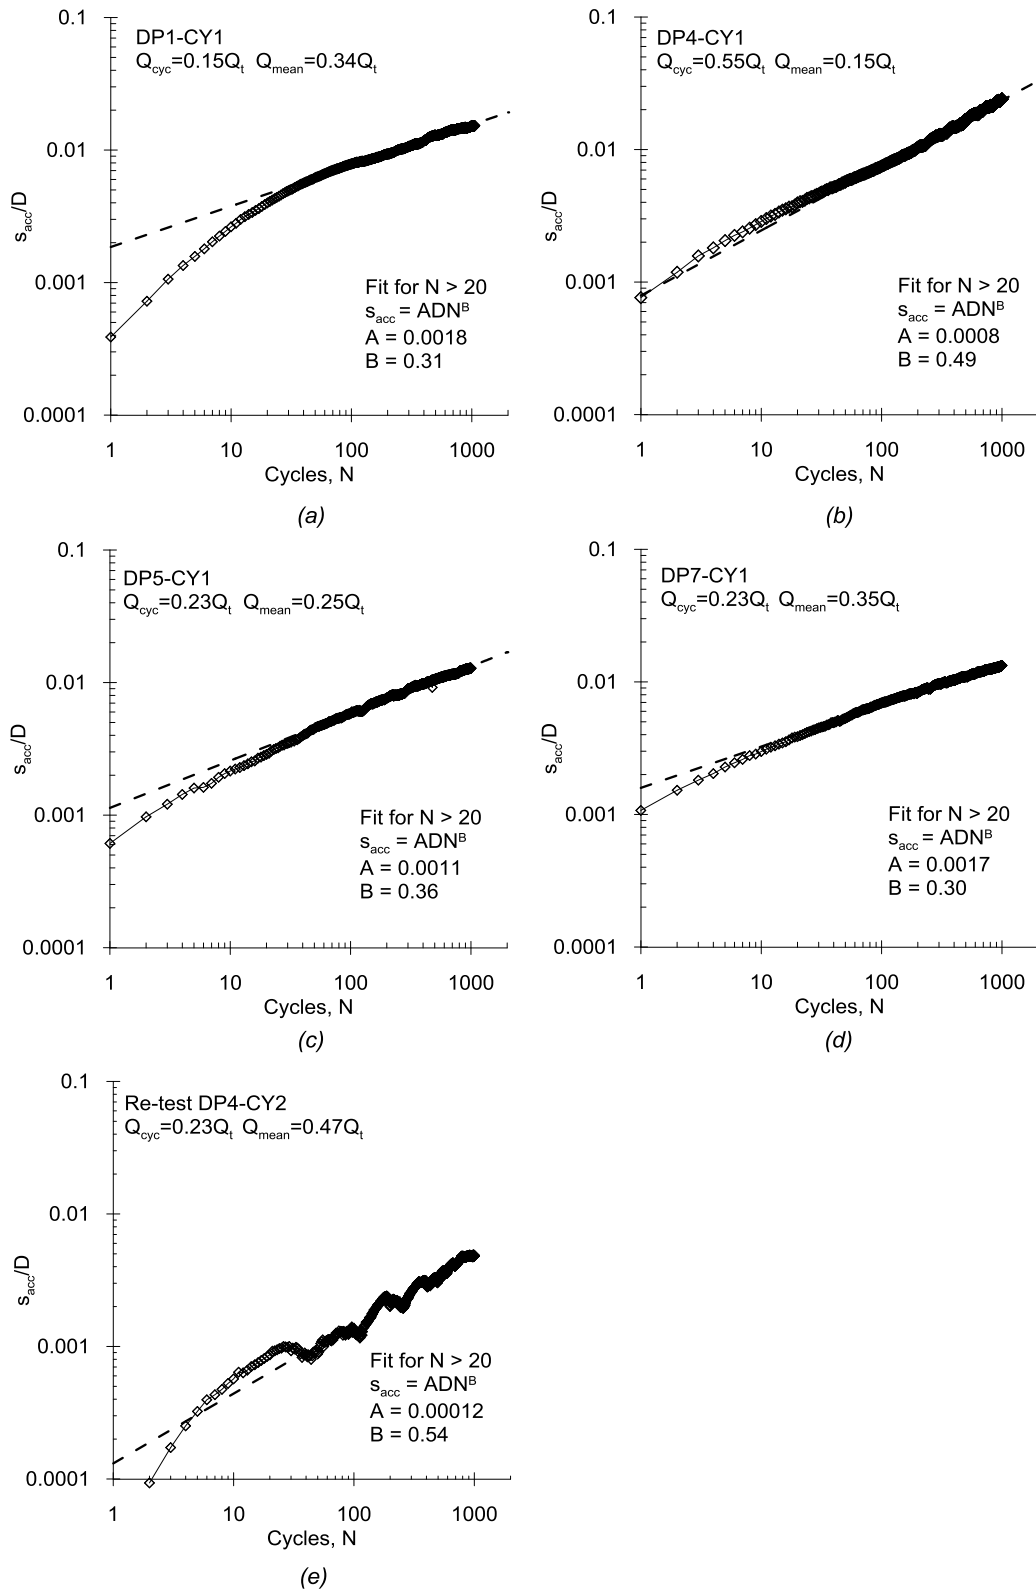 0.1
DP1-CY1
Qcyc=0.15Qt Qmean=0.34Qt
0.01
sacc/D
0.001
Fit for N > 20
sacc = ADN^B
A = 0.0018
B = 0.31
0.0001
1 10 100 1000
Cycles, N
(a)
0.1
DP4-CY1
Qcyc=0.55Qt Qmean=0.15Qt
0.01
sacc/D
0.001
Fit for N > 20
sacc = ADN^B
A = 0.0008
B = 0.49
0.0001
1 10 100 1000
Cycles, N
(b)
0.1
DP5-CY1
Qcyc=0.23Qt Qmean=0.25Qt
0.01
sacc/D
0.001
Fit for N > 20
sacc = ADN^B
A = 0.0011
B = 0.36
0.0001
1 10 100 1000
Cycles, N
(c)
0.1
DP7-CY1
Qcyc=0.23Qt Qmean=0.35Qt
0.01
sacc/D
0.001
Fit for N > 20
sacc = ADN^B
A = 0.0017
B = 0.30
0.0001
1 10 100 1000
Cycles, N
(d)
0.1
Re-test DP4-CY2
Qcyc=0.23Qt Qmean=0.47Qt
0.01
sacc/D
0.001
Fit for N > 20
sacc = ADN^B
A = 0.00012
B = 0.54
0.0001
1 10 100 1000
Cycles, N
(e)